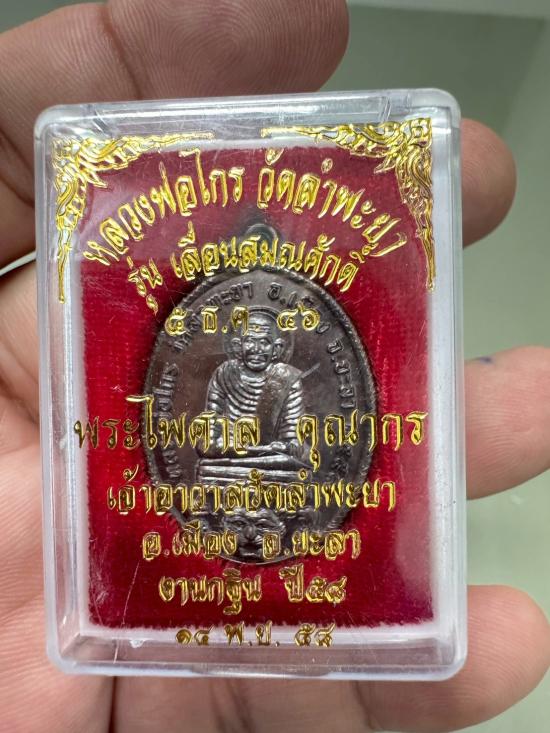 หลวงพ่อไกร วัดลำพะยา
รุ่น เลื่อนสมณศักดิ์
๕ ธ.ค ๔๖
พระไพศาล คุณากร
เจ้าอาวาสวัดลำพะยา
อ.เมือง จ.ยะลา
งานกฐิน ปี๕๘
๑๔ พ.ย. ๕๘